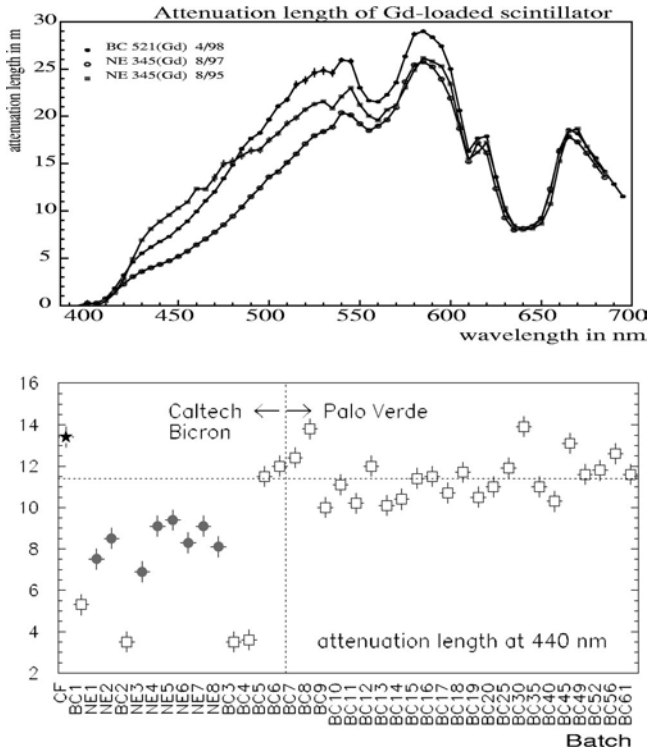 Attenuation length of Gd-loaded scintillator
attenuation length in m
30
25
20
15
10
5
0
BC 521(Gd) 4/98
NE 345(Gd) 8/97
NE 345(Gd) 8/95
400 450 500 550 600 650 700
wavelength in nm
16
14
12
10
8
6
4
2
Caltech Palo Verde
Bicron
attenuation length at 440 nm
CF BC1 NE1 NE2 BC2 NE3 NE4 NE5 NE6 NE7 NE8 BC3 BC4 BC5 BC6 BC7 BC8 BC9 BC10 BC11 BC12 BC13 BC14 BC15 BC16 BC17 BC18 BC19 BC20 BC25 BC30 BC35 BC40 BC45 BC49 BC52 BC56 BC61
Batch